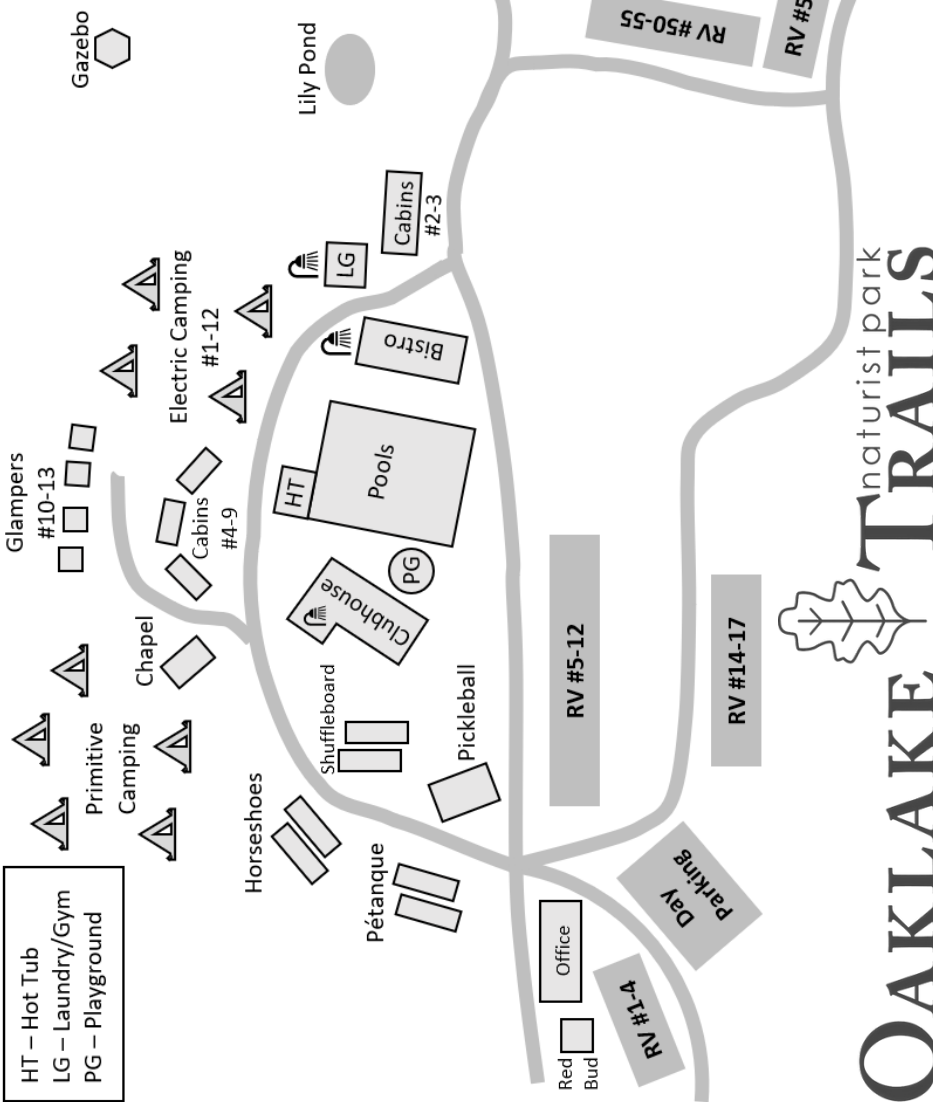 HT – Hot Tub
LG – Laundry/Gym
PG – Playground
Primitive
Camping
Chapel
Glampers
#10-13
Cabins
#4-9
Electric Camping
#1-12
Gazebo
Lily Pond
Horseshoes
Shuffleboard
Clubhouse
PG
HT
Pools
Bistro
LG
Cabins
#2-3
Pétanque
Pickleball
Red
Bud
Office
RV #1-4
Day
parking
RV #5-12
RV #14-17
RV #50-55
RV #5
OAKLAKE TRAILS
naturist park